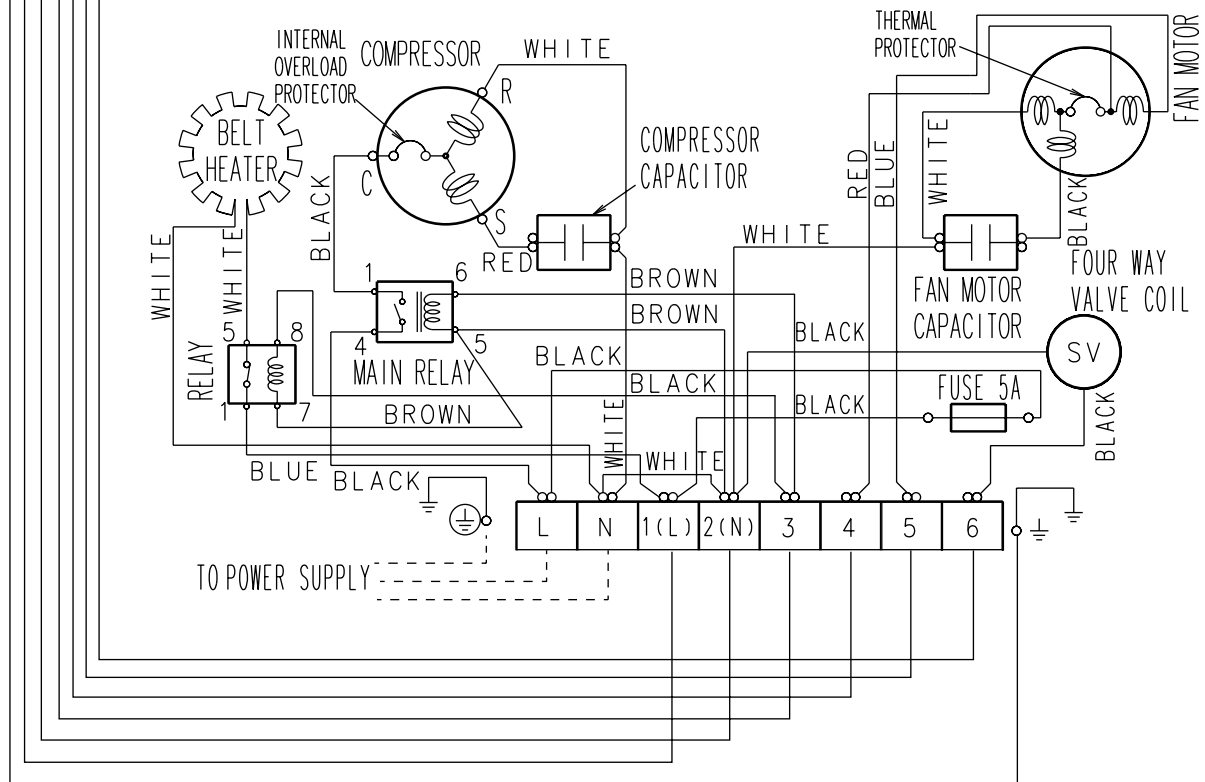 INTERNAL
OVERLOAD
PROTECTOR
COMPRESSOR
WHITE
THERMAL
PROTECTOR
FAN MOTOR
R
BELT
HEATER
C
S
COMPRESSOR
CAPACITOR
BLACK
RED
BLUE
WHITE
BLACK
WHITE
WHITE
RED
WHITE
1
6
BROWN
BROWN
4
5
MAIN RELAY
FAN MOTOR
CAPACITOR
FOUR WAY
VALVE COIL
SV
RELAY
5
8
1
7
BLACK
BLACK
BLACK
BLACK
FUSE 5A
BROWN
BLACK
WHITE
WHITE
BLUE
BLACK
L
N
1(L)
2(N)
3
4
5
6
TO POWER SUPPLY